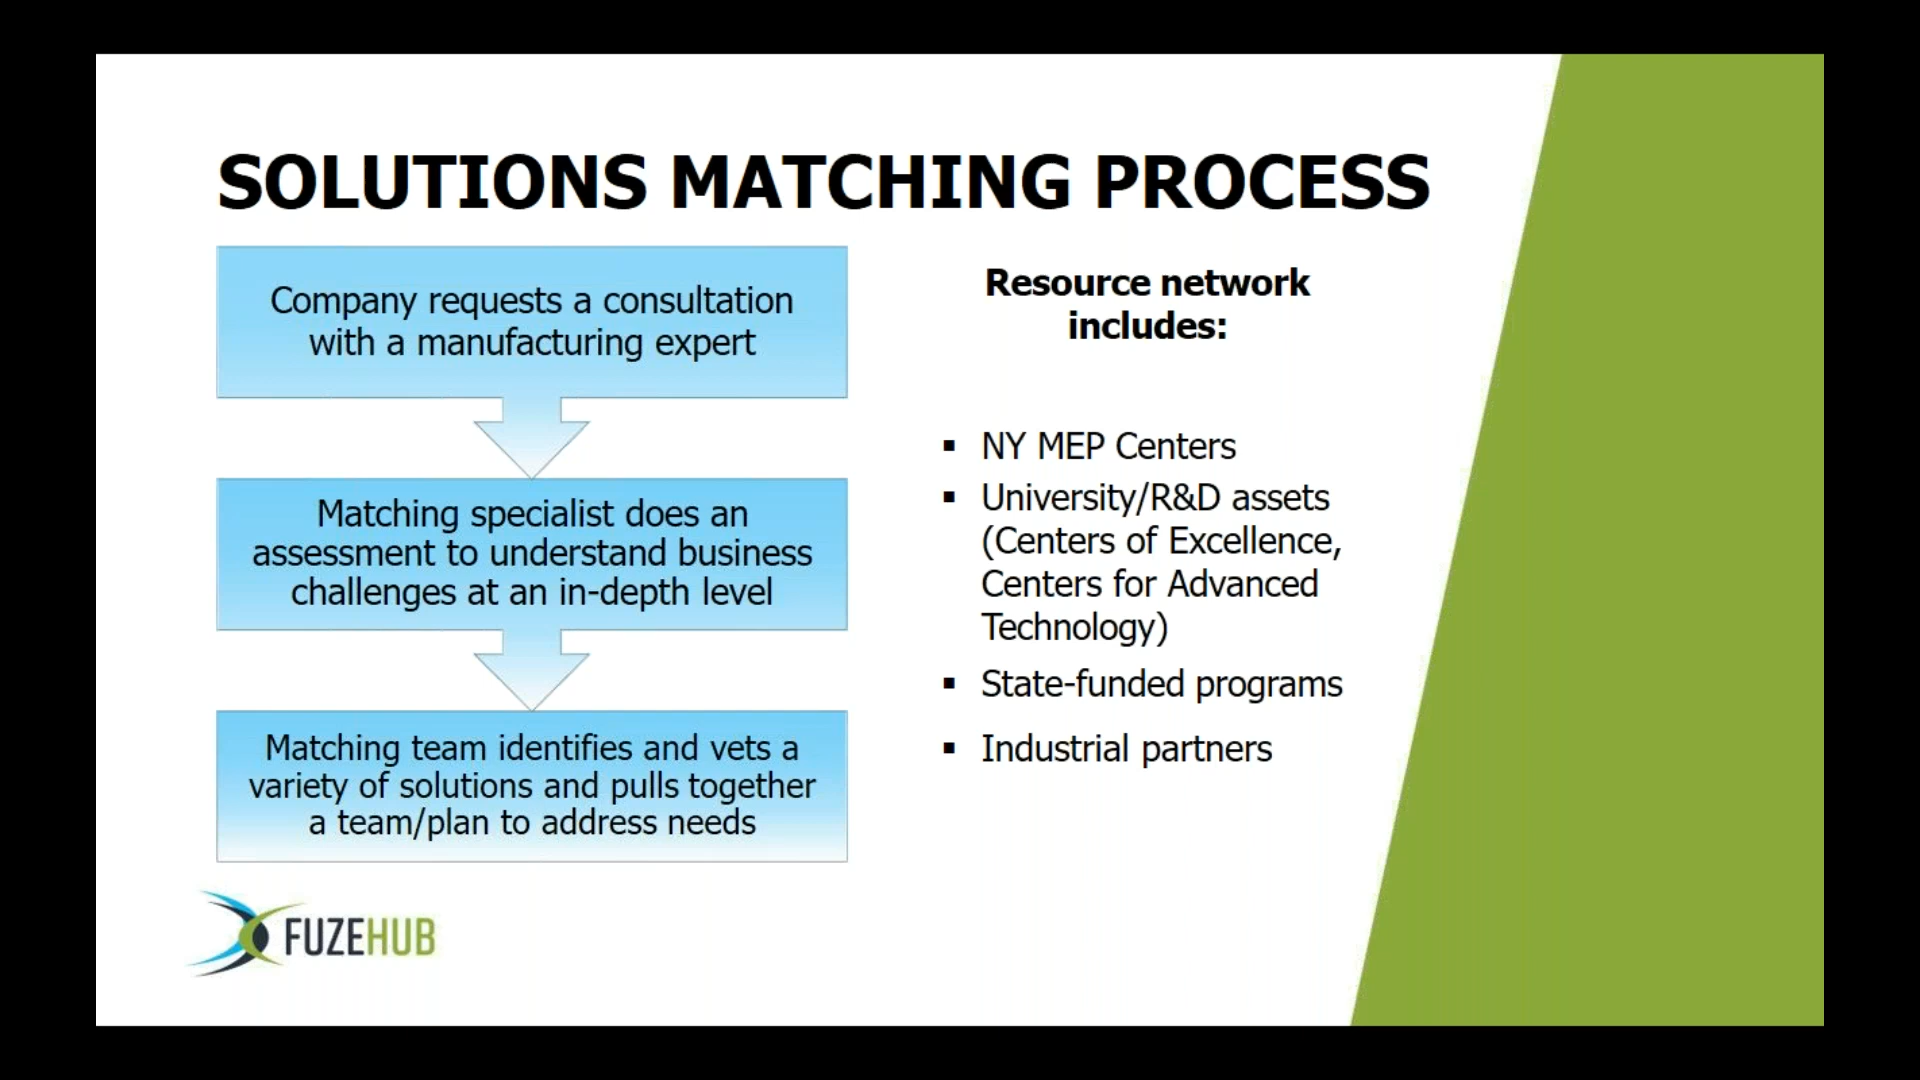 SOLUTIONS MATCHING PROCESS
Company requests a consultation
with a manufacturing expert
Matching specialist does an
assessment to understand business
challenges at an in-depth level
Matching team identifies and vets a
variety of solutions and pulls together
a team/plan to address needs
Resource network
includes:
▪ NY MEP Centers
▪ University/R&D assets
(Centers of Excellence,
Centers for Advanced
Technology)
▪ State-funded programs
▪ Industrial partners
FUZEHUB